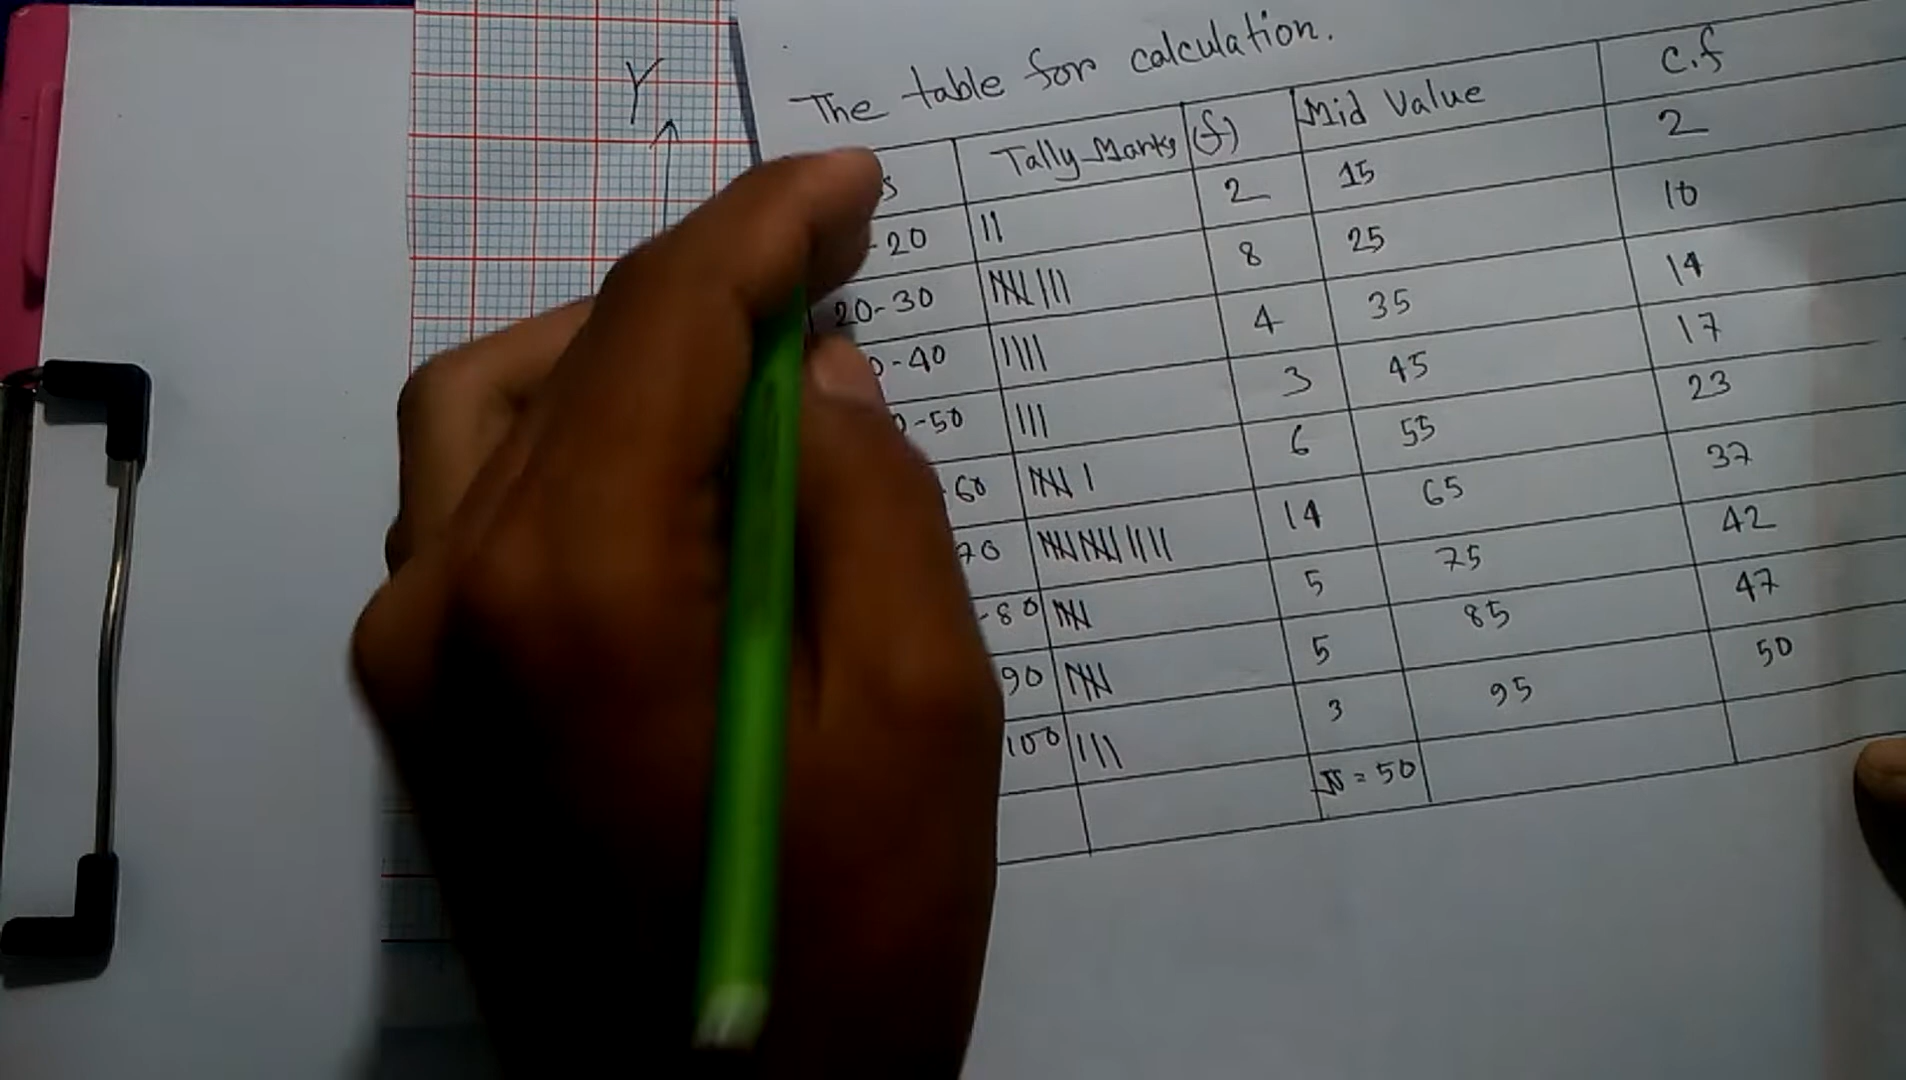 Y
The table for calculation.
s Tally Marks (f) Mid Value c.f
-20 || 2 15 2
20-30 |||| ||| 8 25 10
0-40 |||| 4 35 14
0-50 ||| 3 45 17
-60 |||| | 6 55 23
70 |||| |||| |||| 14 65 37
-80 |||| 5 75 42
90 |||| 5 85 47
100 ||| 3 95 50
N = 50